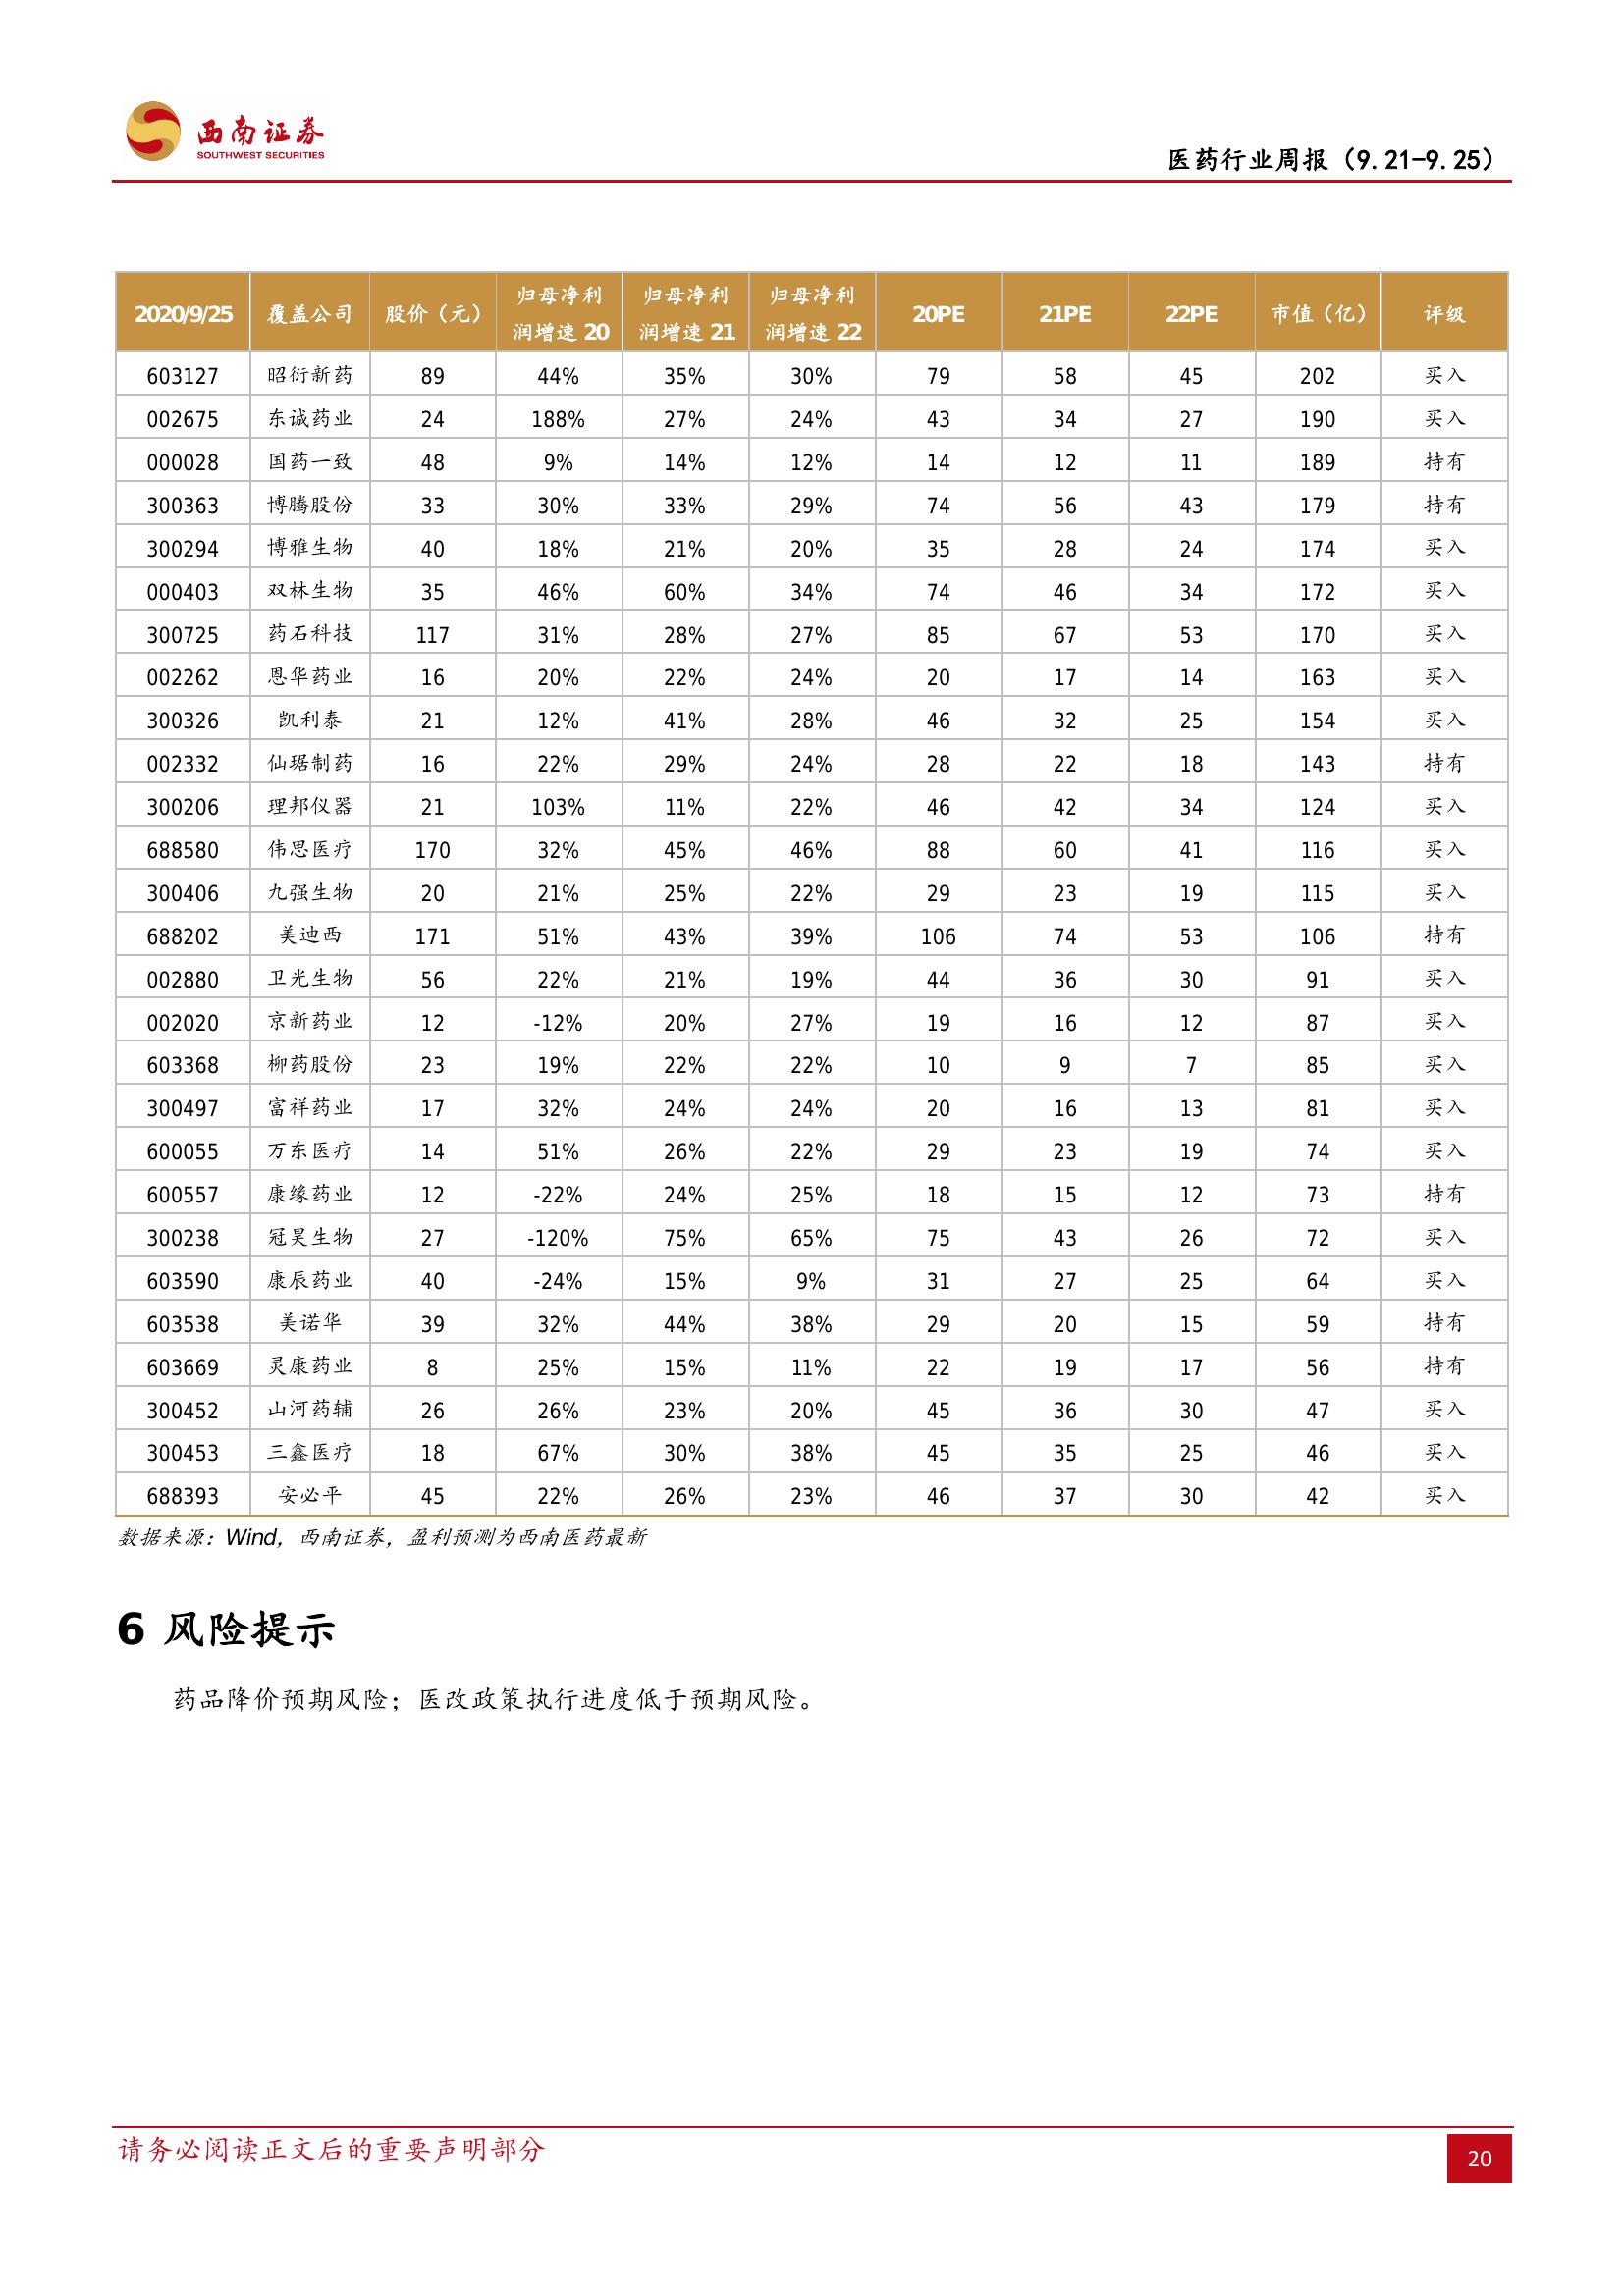 西南证券
SOUTHWEST SECURITIES
医药行业周报（9.21-9.25）
2020/9/25 覆盖公司 股价（元） 归母净利润增速 20 归母净利润增速 21 归母净利润增速 22 20PE 21PE 22PE 市值（亿） 评级
603127 昭衍新药 89 44% 35% 30% 79 58 45 202 买入
002675 东诚药业 24 188% 27% 24% 43 34 27 190 买入
000028 国药一致 48 9% 14% 12% 14 12 11 189 持有
300363 博腾股份 33 30% 33% 29% 74 56 43 179 持有
300294 博雅生物 40 18% 21% 20% 35 28 24 174 买入
000403 双林生物 35 46% 60% 34% 74 46 34 172 买入
300725 药石科技 117 31% 28% 27% 85 67 53 170 买入
002262 恩华药业 16 20% 22% 24% 20 17 14 163 买入
300326 凯利泰 21 12% 41% 28% 46 32 25 154 买入
002332 仙琚制药 16 22% 29% 24% 28 22 18 143 持有
300206 理邦仪器 21 103% 11% 22% 46 42 34 124 买入
688580 伟思医疗 170 32% 45% 46% 88 60 41 116 买入
300406 九强生物 20 21% 25% 22% 29 23 19 115 买入
688202 美迪西 171 51% 43% 39% 106 74 53 106 持有
002880 卫光生物 56 22% 21% 19% 44 36 30 91 买入
002020 京新药业 12 -12% 20% 27% 19 16 12 87 买入
603368 柳药股份 23 19% 22% 22% 10 9 7 85 买入
300497 富祥药业 17 32% 24% 24% 20 16 13 81 买入
600055 万东医疗 14 51% 26% 22% 29 23 19 74 买入
600557 康缘药业 12 -22% 24% 25% 18 15 12 73 持有
300238 冠昊生物 27 -120% 75% 65% 75 43 26 72 买入
603590 康辰药业 40 -24% 15% 9% 31 27 25 64 买入
603538 美诺华 39 32% 44% 38% 29 20 15 59 持有
603669 灵康药业 8 25% 15% 11% 22 19 17 56 持有
300452 山河药辅 26 26% 23% 20% 45 36 30 47 买入
300453 三鑫医疗 18 67% 30% 38% 45 35 25 46 买入
688393 安必平 45 22% 26% 23% 46 37 30 42 买入
数据来源：Wind，西南证券，盈利预测为西南医药最新
6 风险提示
药品降价预期风险；医改政策执行进度低于预期风险。
请务必阅读正文后的重要声明部分
20